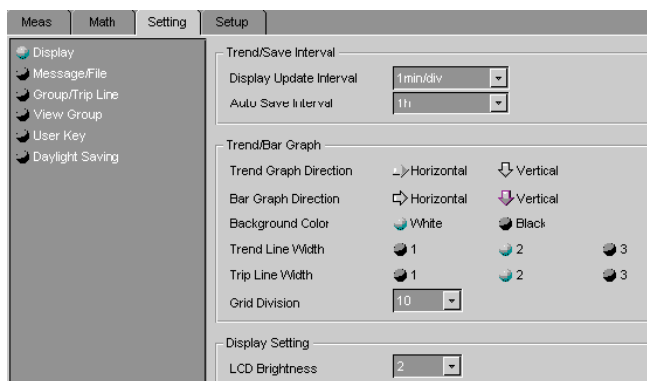 Meas Math Setting Setup
Display
Message/File
Group/Trip Line
View Group
User Key
Daylight Saving
Trend/Save Interval
Display Update Interval 1min/div
Auto Save Interval 1h
Trend/Bar Graph
Trend Graph Direction Horizontal Vertical
Bar Graph Direction Horizontal Vertical
Background Color White Black
Trend Line Width 1 2 3
Trip Line Width 1 2 3
Grid Division 10
Display Setting
LCD Brightness 2